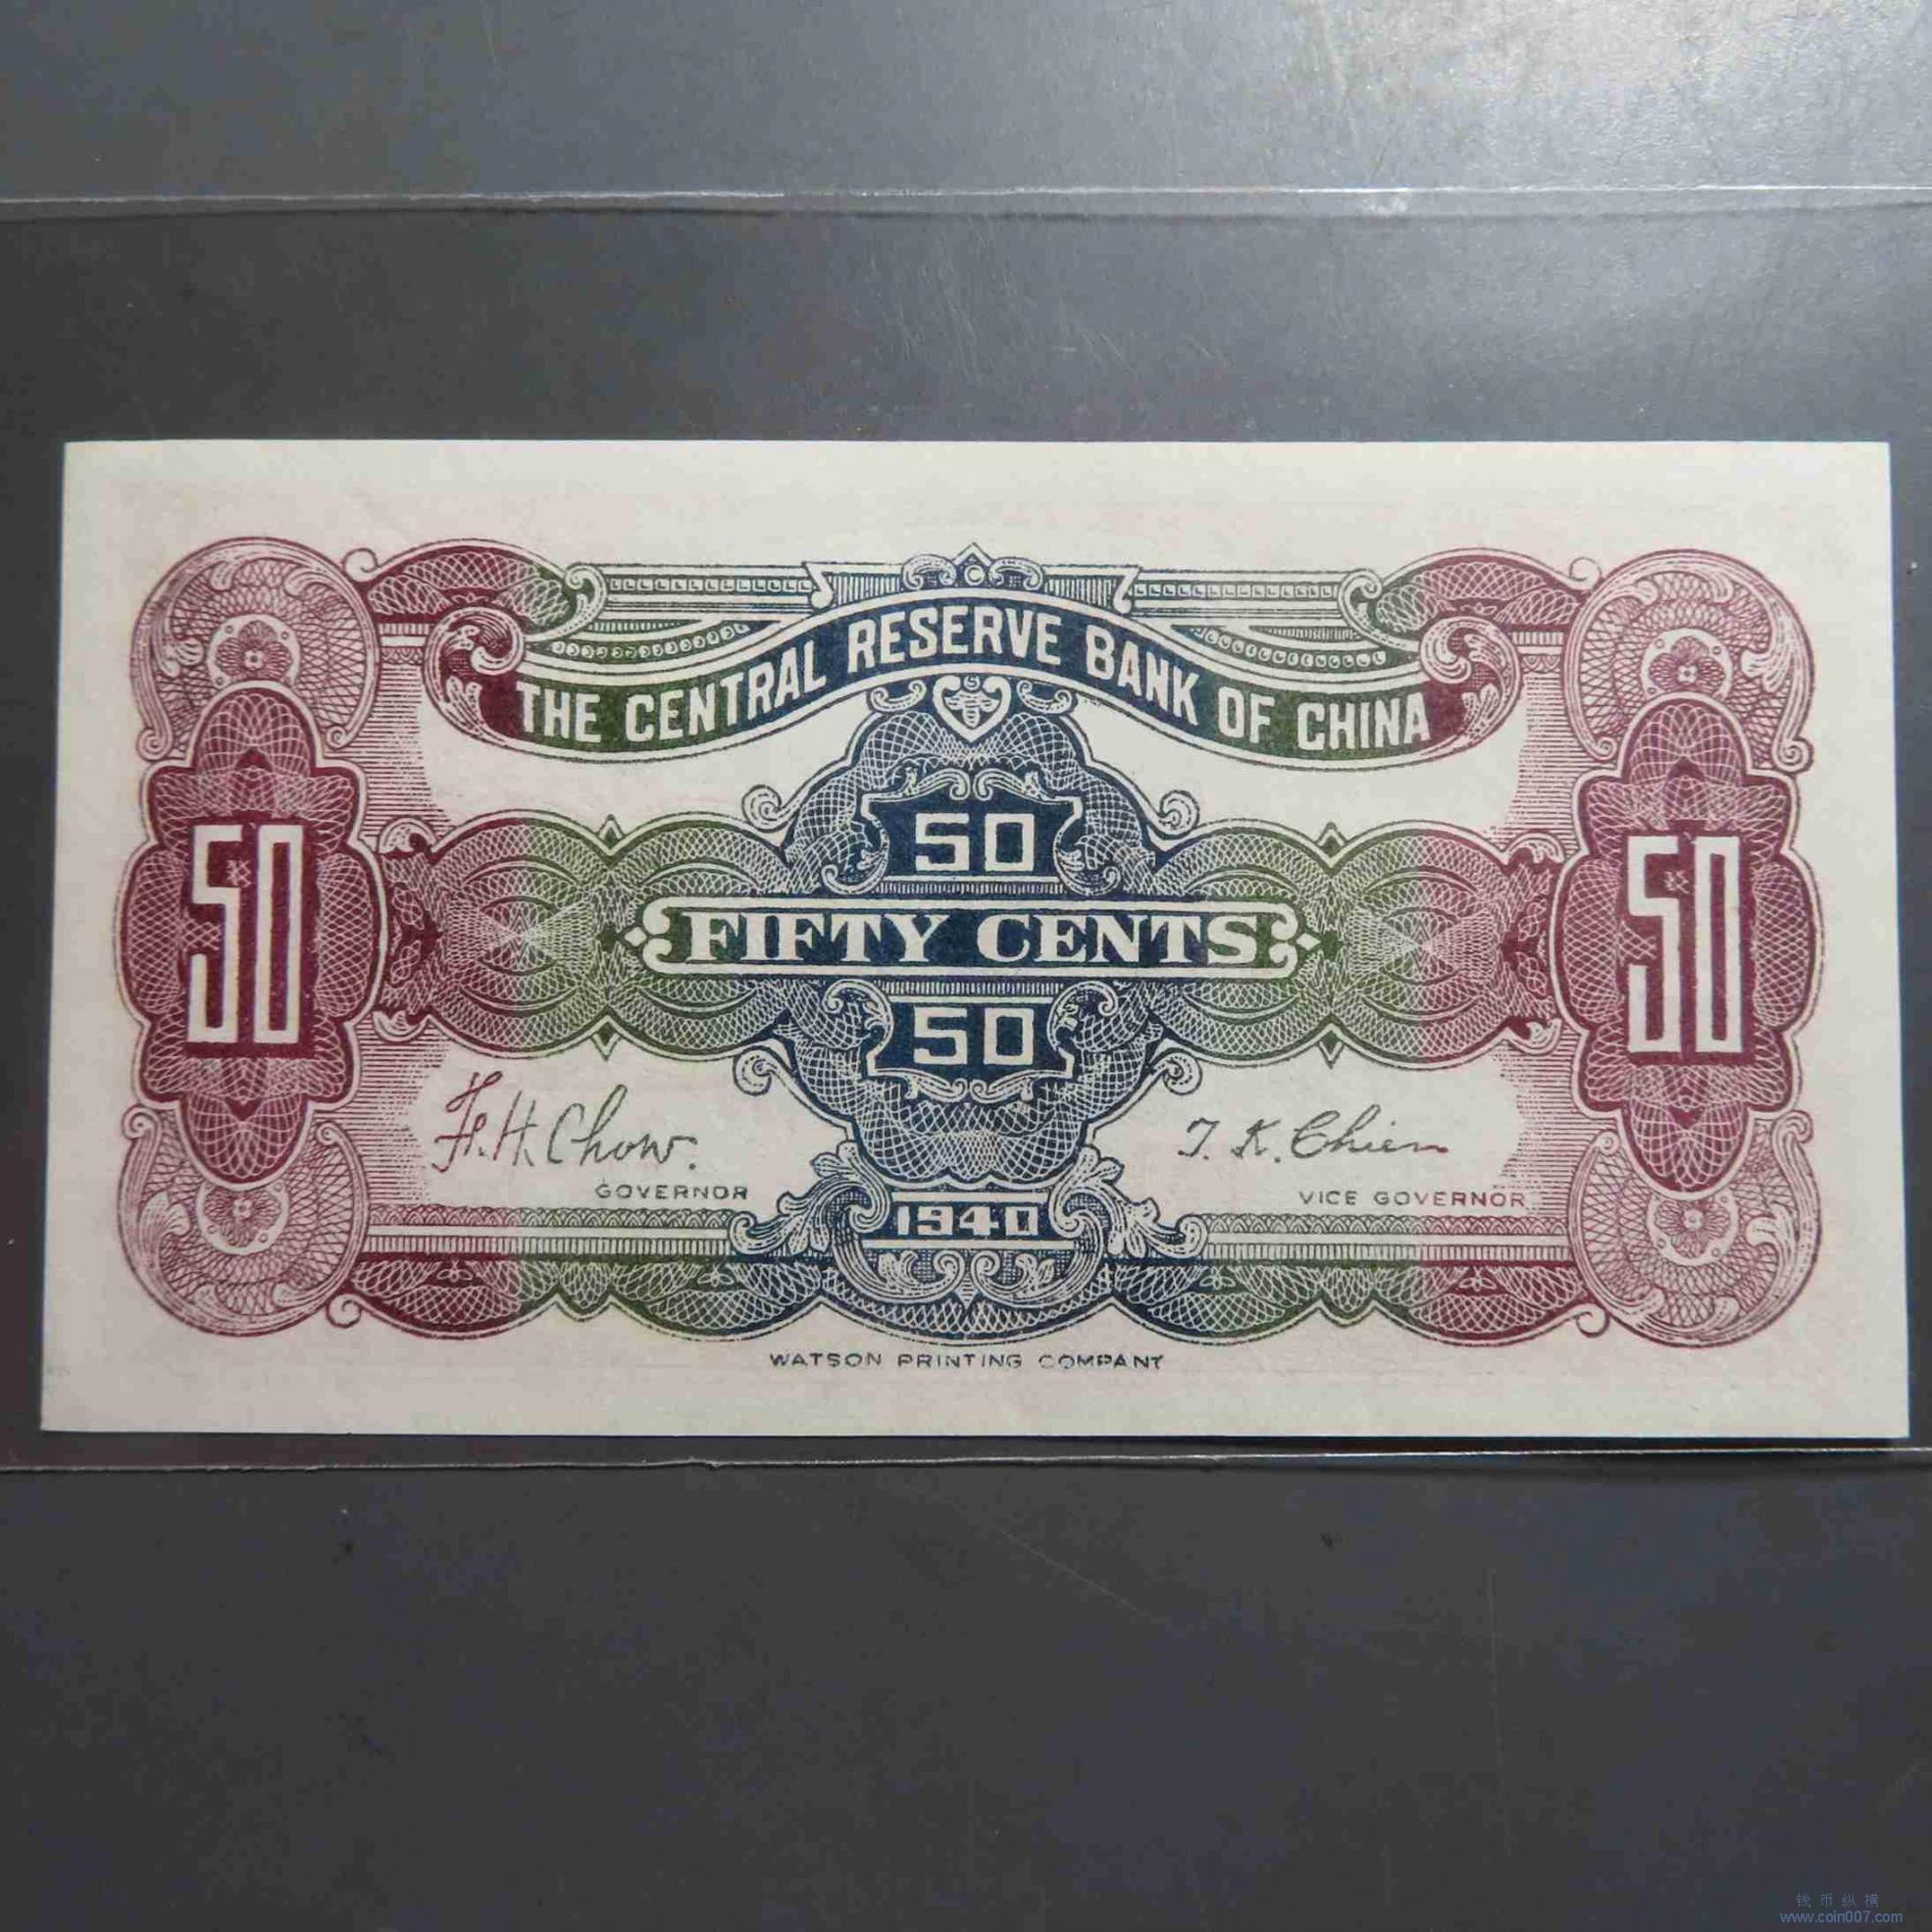 THE CENTRAL RESERVE BANK OF CHINA
50
50
50
FIFTY CENTS
50
F.H.Chow.
T. K. Chien
GOVERNOR
VICE GOVERNOR
1940
WATSON PRINTING COMPANY
钱币纵横
www.coin007.com